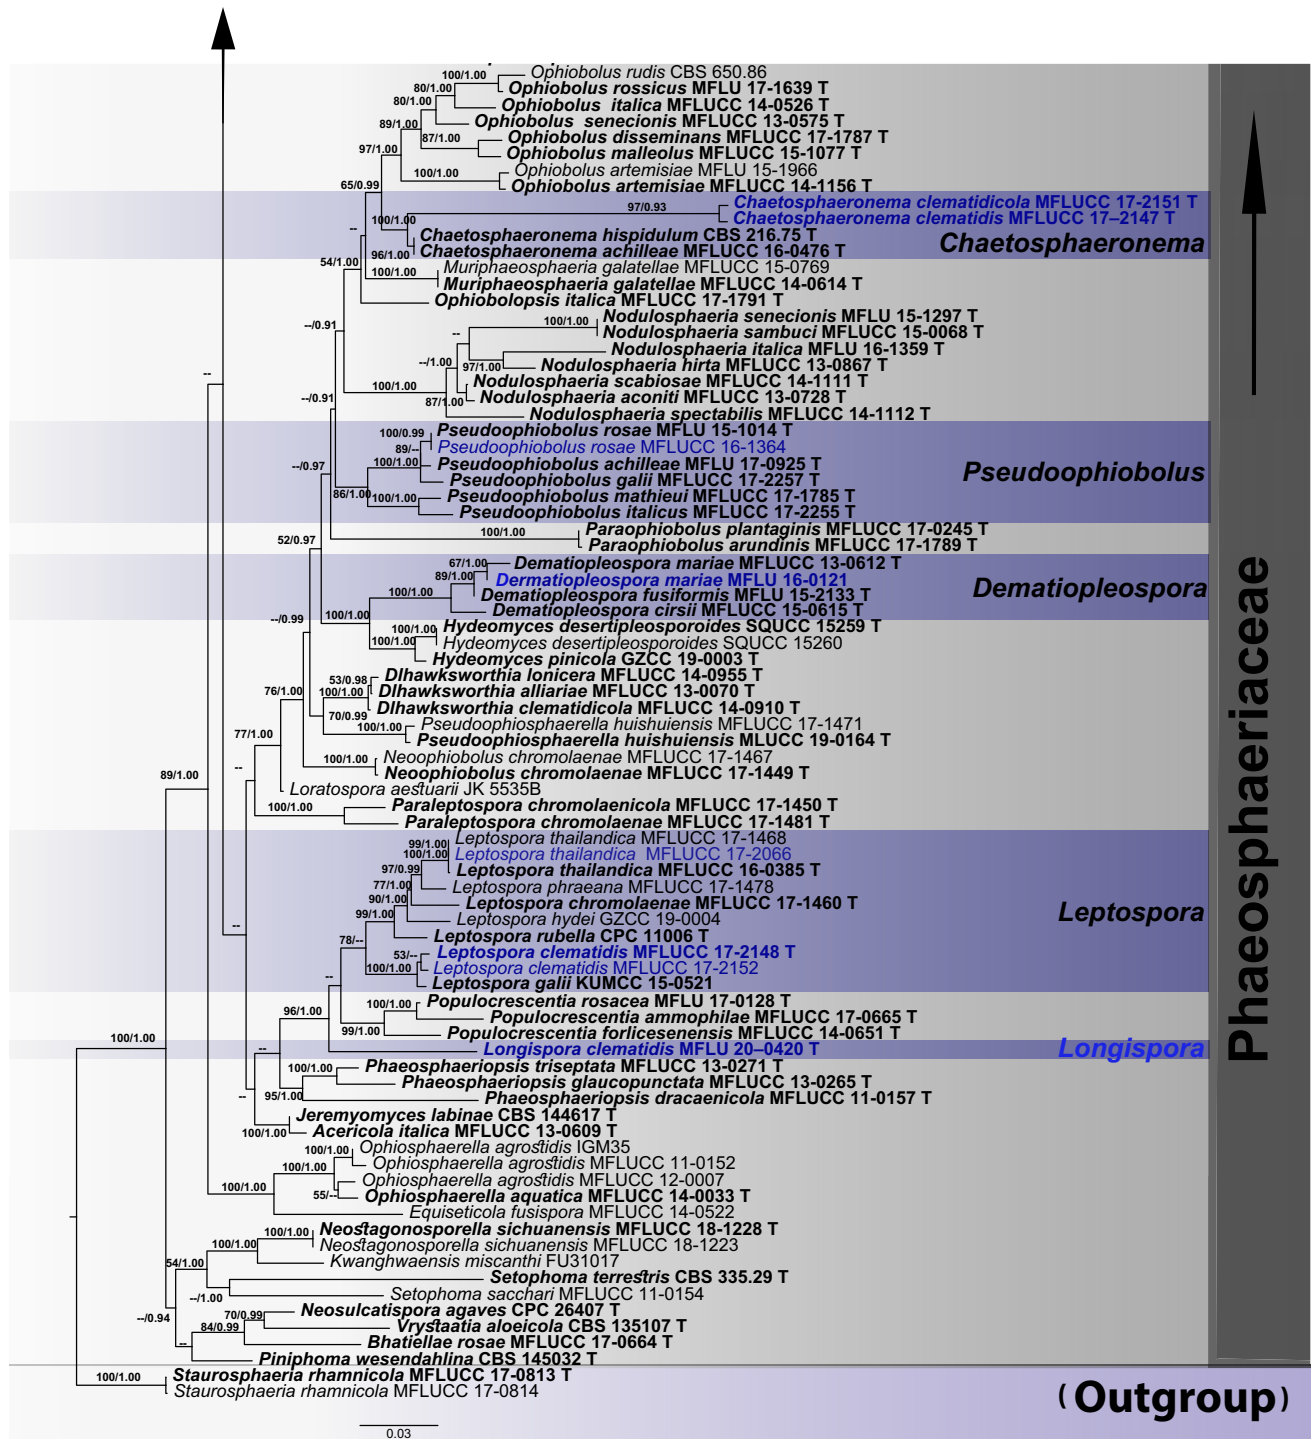 100/1.00
Ophiobolus rudis CBS 650.86
80/1.00
Ophiobolus rossicus MFLU 17-1639 T
80/1.00
Ophiobolus italica MFLUCC 14-0526 T
89/1.00
Ophiobolus senecionis MFLUCC 13-0575 T
87/1.00
Ophiobolus disseminans MFLUCC 17-1787 T
97/1.00
Ophiobolus malleolus MFLUCC 15-1077 T
100/1.00
Ophiobolus artemisiae MFLU 15-1966
65/0.99
Ophiobolus artemisiae MFLUCC 14-1156 T
97/0.93
Chaetosphaeronema clematidicola MFLUCC 17-2151 T
100/1.00
Chaetosphaeronema clematidis MFLUCC 17–2147 T
--
Chaetosphaeronema hispidulum CBS 216.75 T
Chaetosphaeronema
96/1.00
Chaetosphaeronema achilleae MFLUCC 16-0476 T
54/1.00
Muriphaeosphaeria galatellae MFLUCC 15-0769
100/1.00
Muriphaeosphaeria galatellae MFLUCC 14-0614 T
Ophiobolopsis italica MFLUCC 17-1791 T
--/0.91
100/1.00
Nodulosphaeria senecionis MFLU 15-1297 T
--
Nodulosphaeria sambuci MFLUCC 15-0068 T
Nodulosphaeria italica MFLU 16-1359 T
--/1.00
97/1.00
Nodulosphaeria hirta MFLUCC 13-0867 T
--
Nodulosphaeria scabiosae MFLUCC 14-1111 T
100/1.00
87/1.00
Nodulosphaeria aconiti MFLUCC 13-0728 T
--/0.91
Nodulosphaeria spectabilis MFLUCC 14-1112 T
100/0.99
Pseudoophiobolus rosae MFLU 15-1014 T
89/--
Pseudoophiobolus rosae MFLUCC 16-1364
100/1.00
Pseudoophiobolus achilleae MFLU 17-0925 T
--/0.97
Pseudoophiobolus
Pseudoophiobolus galii MFLUCC 17-2257 T
86/1.00
100/1.00
Pseudoophiobolus mathieui MFLUCC 17-1785 T
Pseudoophiobolus italicus MFLUCC 17-2255 T
100/1.00
Paraophiobolus plantaginis MFLUCC 17-0245 T
52/0.97
Paraophiobolus arundinis MFLUCC 17-1789 T
67/1.00
Dematiopleospora mariae MFLUCC 13-0612 T
89/1.00
Dermatiopleospora mariae MFLU 16-0121
Dematiopleospora
100/1.00
Dematiopleospora fusiformis MFLU 15-2133 T
Dematiopleospora cirsii MFLUCC 15-0615 T
--/0.99
100/1.00
100/1.00
Hydeomyces desertipleosporoides SQUCC 15259 T
100/1.00
Hydeomyces desertipleosporoides SQUCC 15260
Hydeomyces pinicola GZCC 19-0003 T
53/0.98
Dlhawksworthia lonicera MFLUCC 14-0955 T
76/1.00
100/1.00
Dlhawksworthia alliariae MFLUCC 13-0070 T
Dlhawksworthia clematidicola MFLUCC 14-0910 T
70/0.99
Pseudoophiosphaerella huishuiensis MFLUCC 17-1471
77/1.00
100/1.00
Pseudoophiosphaerella huishuiensis MLUCC 19-0164 T
Neoophiobolus chromolaenae MFLUCC 17-1467
100/1.00
Neoophiobolus chromolaenae MFLUCC 17-1449 T
89/1.00
--
Loratospora aestuarii JK 5535B
100/1.00
Paraleptospora chromolaenicola MFLUCC 17-1450 T
Paraleptospora chromolaenae MFLUCC 17-1481 T
99/1.00
Leptospora thailandica MFLUCC 17-1468
100/1.00
Leptospora thailandica MFLUCC 17-2066
97/0.99
Leptospora thailandica MFLUCC 16-0385 T
77/1.00
Leptospora phraeana MFLUCC 17-1478
90/1.00
Leptospora chromolaenae MFLUCC 17-1460 T
99/1.00
Leptospora hydei GZCC 19-0004
Leptospora
--
Leptospora rubella CPC 11006 T
78/--
53/--
Leptospora clematidis MFLUCC 17-2148 T
100/1.00
Leptospora clematidis MFLUCC 17-2152
--
Leptospora galii KUMCC 15-0521
100/1.00
Populocrescentia rosacea MFLU 17-0128 T
96/1.00
Populocrescentia ammophilae MFLUCC 17-0665 T
99/1.00
Populocrescentia forlicesenensis MFLUCC 14-0651 T
100/1.00
--
Longispora clematidis MFLU 20–0420 T
Longispora
100/1.00
Phaeosphaeriopsis triseptata MFLUCC 13-0271 T
Phaeosphaeriopsis glaucopunctata MFLUCC 13-0265 T
--
95/1.00
Phaeosphaeriopsis dracaenicola MFLUCC 11-0157 T
Jeremyomyces labinae CBS 144617 T
100/1.00
Acericola italica MFLUCC 13-0609 T
100/1.00
Ophiosphaerella agrostidis IGM35
100/1.00
Ophiosphaerella agrostidis MFLUCC 11-0152
Ophiosphaerella agrostidis MFLUCC 12-0007
100/1.00
55/--
Ophiosphaerella aquatica MFLUCC 14-0033 T
Equiseticola fusispora MFLUCC 14-0522
100/1.00
Neostagonosporella sichuanensis MFLUCC 18-1228 T
100/1.00
Neostagonosporella sichuanensis MFLUCC 18-1223
54/1.00
Kwanghwaensis miscanthi FU31017
Setophoma terrestris CBS 335.29 T
--/1.00
Setophoma sacchari MFLUCC 11-0154
--/0.94
70/0.99
Neosulcatispora agaves CPC 26407 T
84/0.99
Vrystaatia aloeicola CBS 135107 T
--
Bhatiellae rosae MFLUCC 17-0664 T
Piniphoma wesendahlina CBS 145032 T
Phaeosphaeriaceae
100/1.00
Staurosphaeria rhamnicola MFLUCC 17-0813 T
Staurosphaeria rhamnicola MFLUCC 17-0814
(Outgroup)
0.03